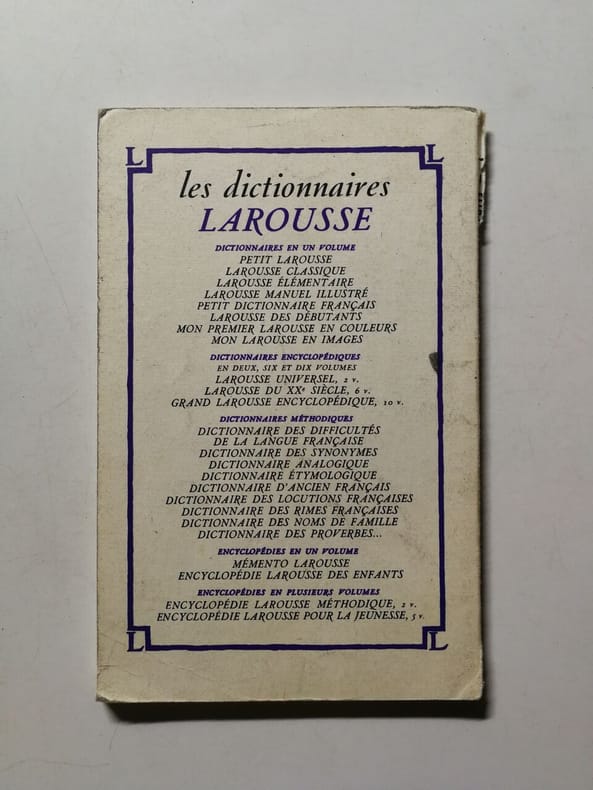 L L
les dictionnaires
LAROUSSE
DICTIONNAIRES EN UN VOLUME
PETIT LAROUSSE
LAROUSSE CLASSIQUE
LAROUSSE ÉLÉMENTAIRE
LAROUSSE MANUEL ILLUSTRÉ
PETIT DICTIONNAIRE FRANÇAIS
LAROUSSE DES DÉBUTANTS
MON PREMIER LAROUSSE EN COULEURS
MON LAROUSSE EN IMAGES
DICTIONNAIRES ENCYCLOPÉDIQUES
EN DEUX, SIX ET DIX VOLUMES
LAROUSSE UNIVERSEL, 2 v.
LAROUSSE DU XXe SIÈCLE, 6 v.
GRAND LAROUSSE ENCYCLOPÉDIQUE, 10 v.
DICTIONNAIRES MÉTHODIQUES
DICTIONNAIRE DES DIFFICULTÉS
DE LA LANGUE FRANÇAISE
DICTIONNAIRE DES SYNONYMES
DICTIONNAIRE ANALOGIQUE
DICTIONNAIRE ÉTYMOLOGIQUE
DICTIONNAIRE D'ANCIEN FRANÇAIS
DICTIONNAIRE DES LOCUTIONS FRANÇAISES
DICTIONNAIRE DES RIMES FRANÇAISES
DICTIONNAIRE DES NOMS DE FAMILLE
DICTIONNAIRE DES PROVERBES...
ENCYCLOPÉDIES EN UN VOLUME
MÉMENTO LAROUSSE
ENCYCLOPÉDIE LAROUSSE DES ENFANTS
ENCYCLOPÉDIES EN PLUSIEURS VOLUMES
ENCYCLOPÉDIE LAROUSSE MÉTHODIQUE, 2 v.
ENCYCLOPÉDIE LAROUSSE POUR LA JEUNESSE, 5 v.
L L